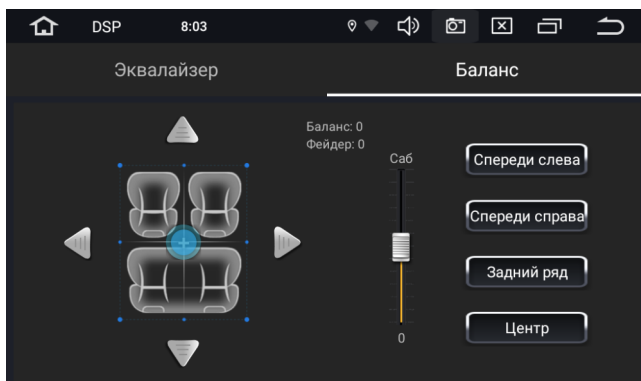 DSP 8:03
Эквалайзер Баланс
Баланс: 0
Фейдер: 0
Саб
0
Спереди слева
Спереди справа
Задний ряд
Центр